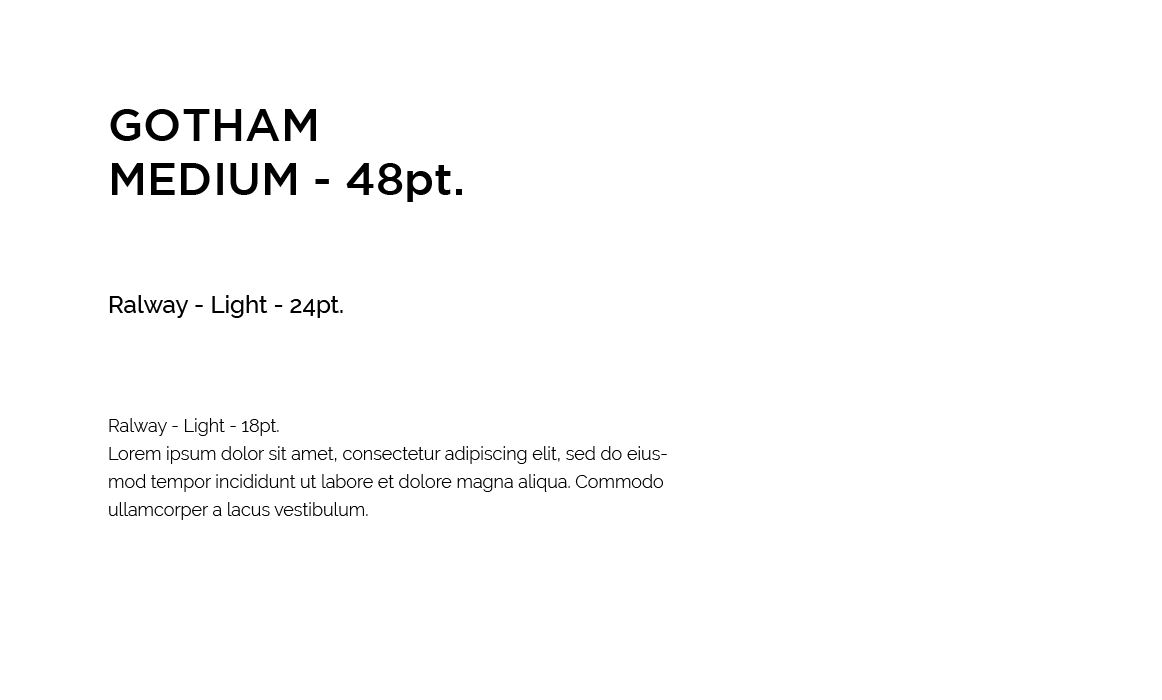 GOTHAM
MEDIUM - 48pt.
Ralway - Light - 24pt.
Ralway - Light - 18pt.
Lorem ipsum dolor sit amet, consectetur adipiscing elit, sed do eius-
mod tempor incididunt ut labore et dolore magna aliqua. Commodo
ullamcorper a lacus vestibulum.